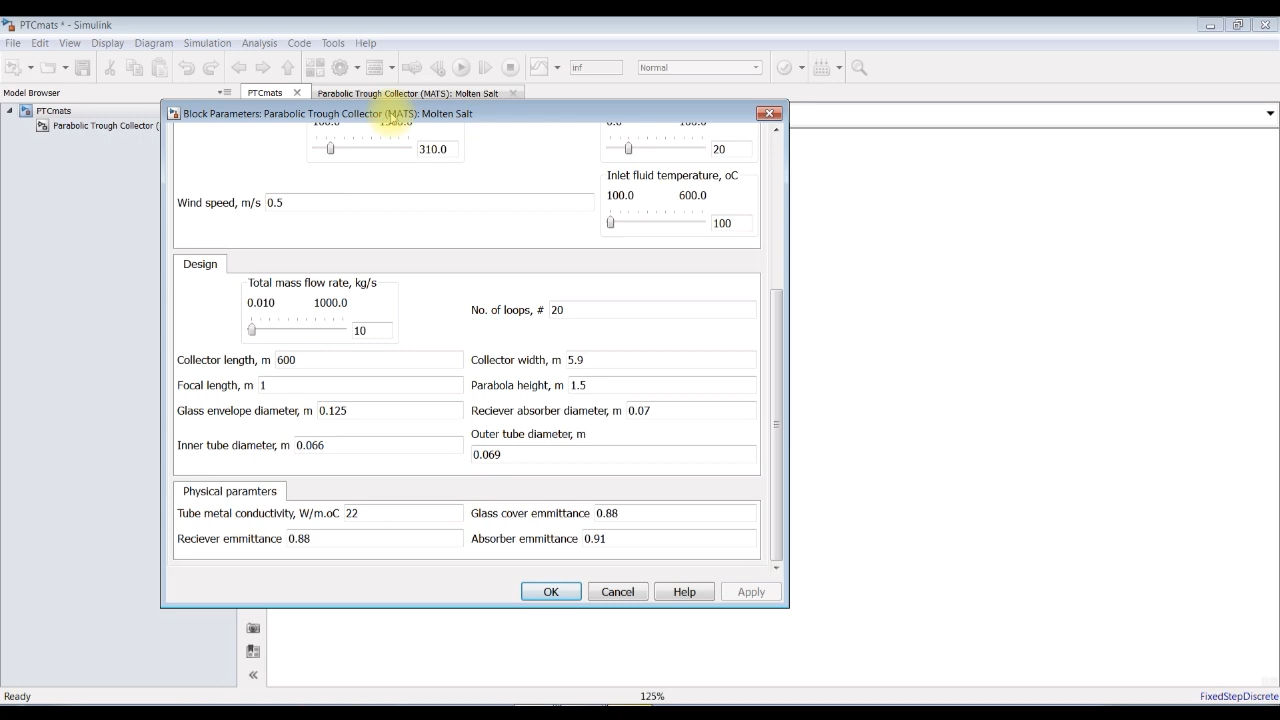 PTCmats * - Simulink
File Edit View Display Diagram Simulation Analysis Code Tools Help
inf Normal
Model Browser PTCmats Parabolic Trough Collector (MATS): Molten Salt
PTCmats
Parabolic Trough Collector (
Block Parameters: Parabolic Trough Collector (MATS): Molten Salt
310.0 20
Inlet fluid temperature, oC
100.0 600.0
Wind speed, m/s 0.5
100
Design
Total mass flow rate, kg/s
0.010 1000.0
No. of loops, # 20
10
Collector length, m 600 Collector width, m 5.9
Focal length, m 1 Parabola height, m 1.5
Glass envelope diameter, m 0.125 Reciever absorber diameter, m 0.07
Outer tube diameter, m
Inner tube diameter, m 0.066
0.069
Physical paramters
Tube metal conductivity, W/m.oC 22 Glass cover emmittance 0.88
Reciever emmittance 0.88 Absorber emmittance 0.91
OK Cancel Help Apply
Ready 125% FixedStepDiscrete